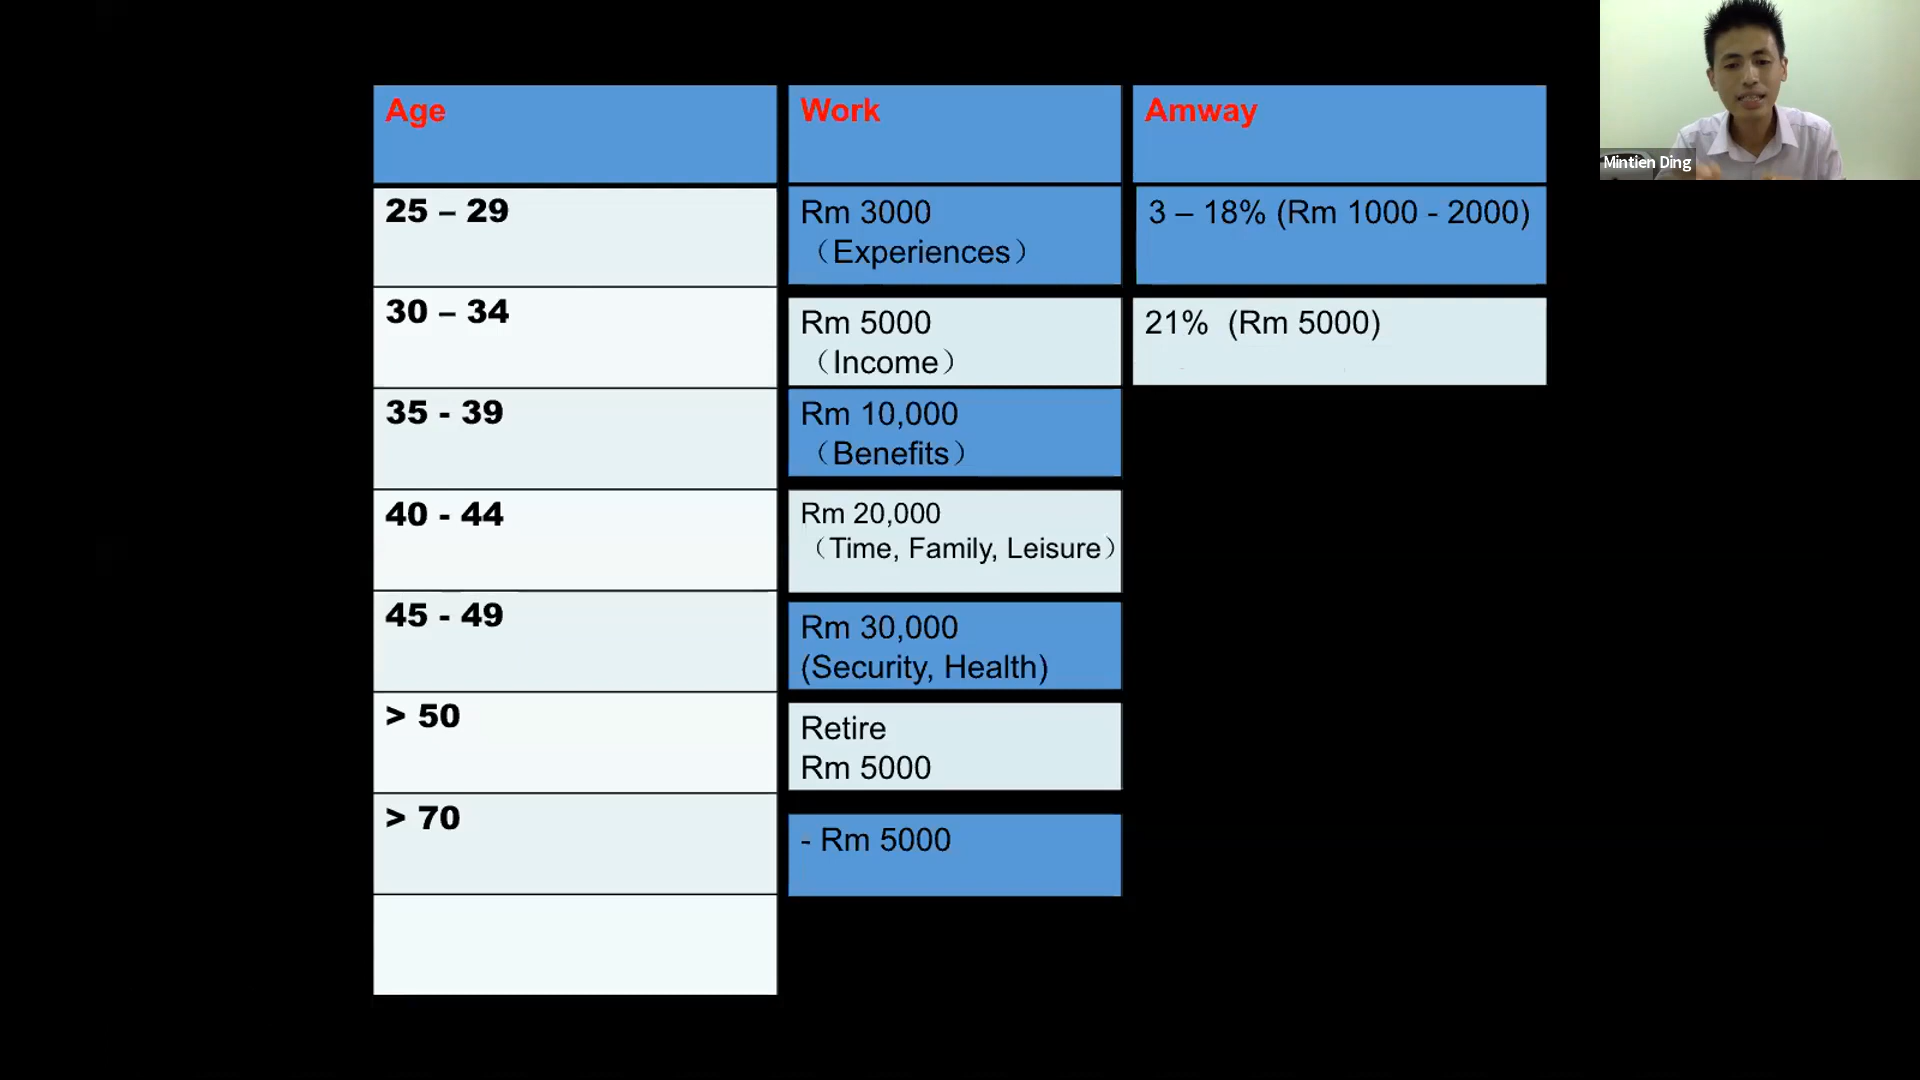 Age
Work
Amway
25 – 29
Rm 3000
（Experiences）
3 – 18% (Rm 1000 - 2000)
30 – 34
Rm 5000
（Income）
21%  (Rm 5000)
35 - 39
Rm 10,000
（Benefits）
40 - 44
Rm 20,000
（Time, Family, Leisure）
45 - 49
Rm 30,000
(Security, Health)
> 50
Retire
Rm 5000
> 70
- Rm 5000
Mintien Ding